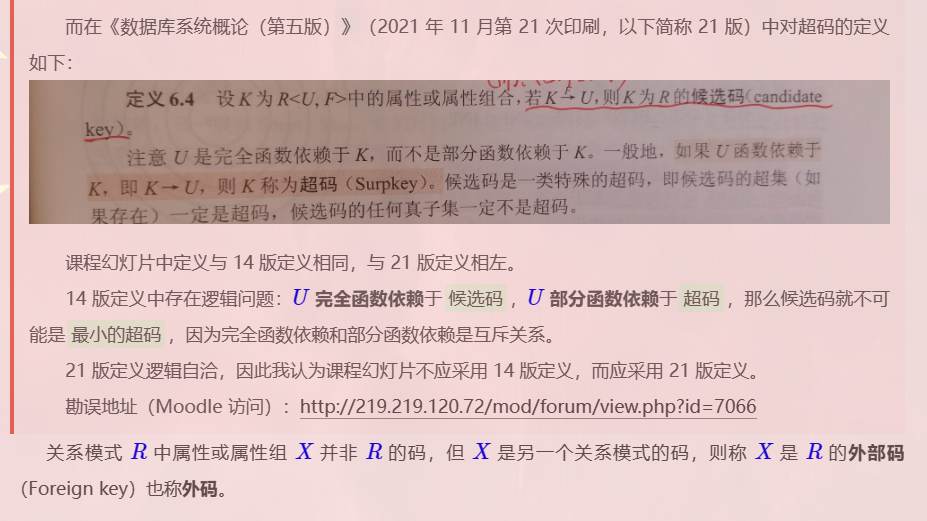 而在《数据库系统概论（第五版）》（2021 年 11 月第 21 次印刷，以下简称 21 版）中对超码的定义
如下：
定义 6.4 设 K 为 R<U, F>中的属性或属性组合，若 K →F U，则 K 为 R 的候选码（candidate
key）。
注意 U 是完全函数依赖于 K，而不是部分函数依赖于 K。一般地，如果 U 函数依赖于
K，即 K→U，则 K 称为超码（Surpkey）。候选码是一类特殊的超码，即候选码的超集（如
果存在）一定是超码，候选码的任何真子集一定不是超码。
课程幻灯片中定义与 14 版定义相同，与 21 版定义相左。
14 版定义中存在逻辑问题：U 完全函数依赖于 候选码 ，U 部分函数依赖于 超码 ，那么候选码就不可
能是 最小的超码 ，因为完全函数依赖和部分函数依赖是互斥关系。
21 版定义逻辑自洽，因此我认为课程幻灯片不应采用 14 版定义，而应采用 21 版定义。
勘误地址（Moodle 访问）：http://219.219.120.72/mod/forum/view.php?id=7066
关系模式 R 中属性或属性组 X 并非 R 的码，但 X 是另一个关系模式的码，则称 X 是 R 的外部码
（Foreign key）也称外码。